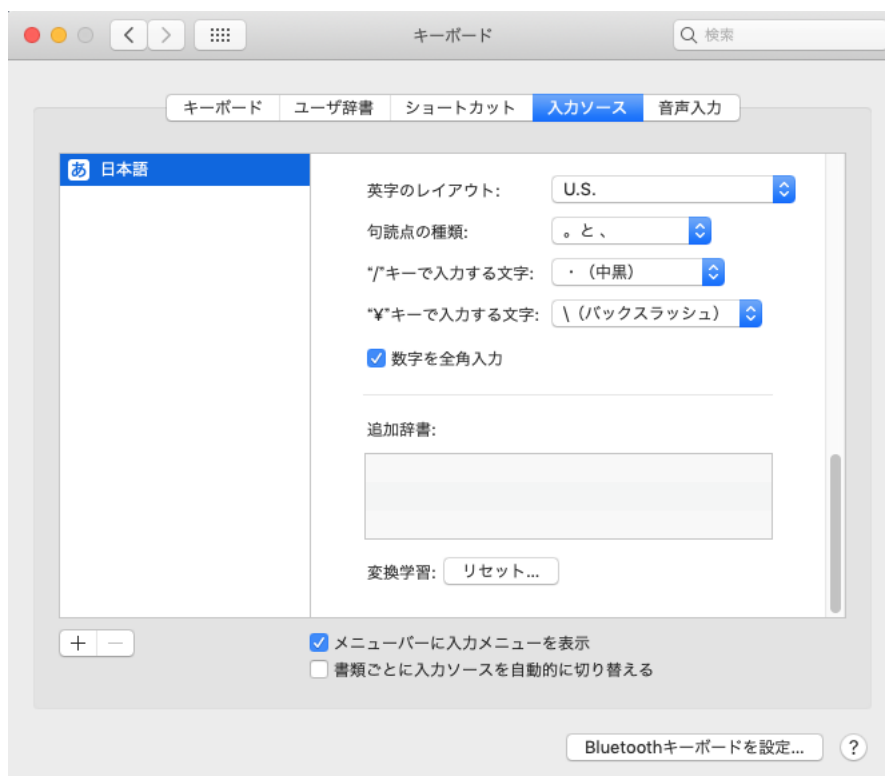 キーボード
検索
キーボード ユーザ辞書 ショートカット 入力ソース 音声入力
あ 日本語
英字のレイアウト: U.S.
句読点の種類: 。と、
“/”キーで入力する文字: ・（中黒）
“¥”キーで入力する文字: \（バックスラッシュ）
数字を全角入力
追加辞書:
変換学習: リセット...
+ −
メニューバーに入力メニューを表示
書類ごとに入力ソースを自動的に切り替える
Bluetoothキーボードを設定... ?